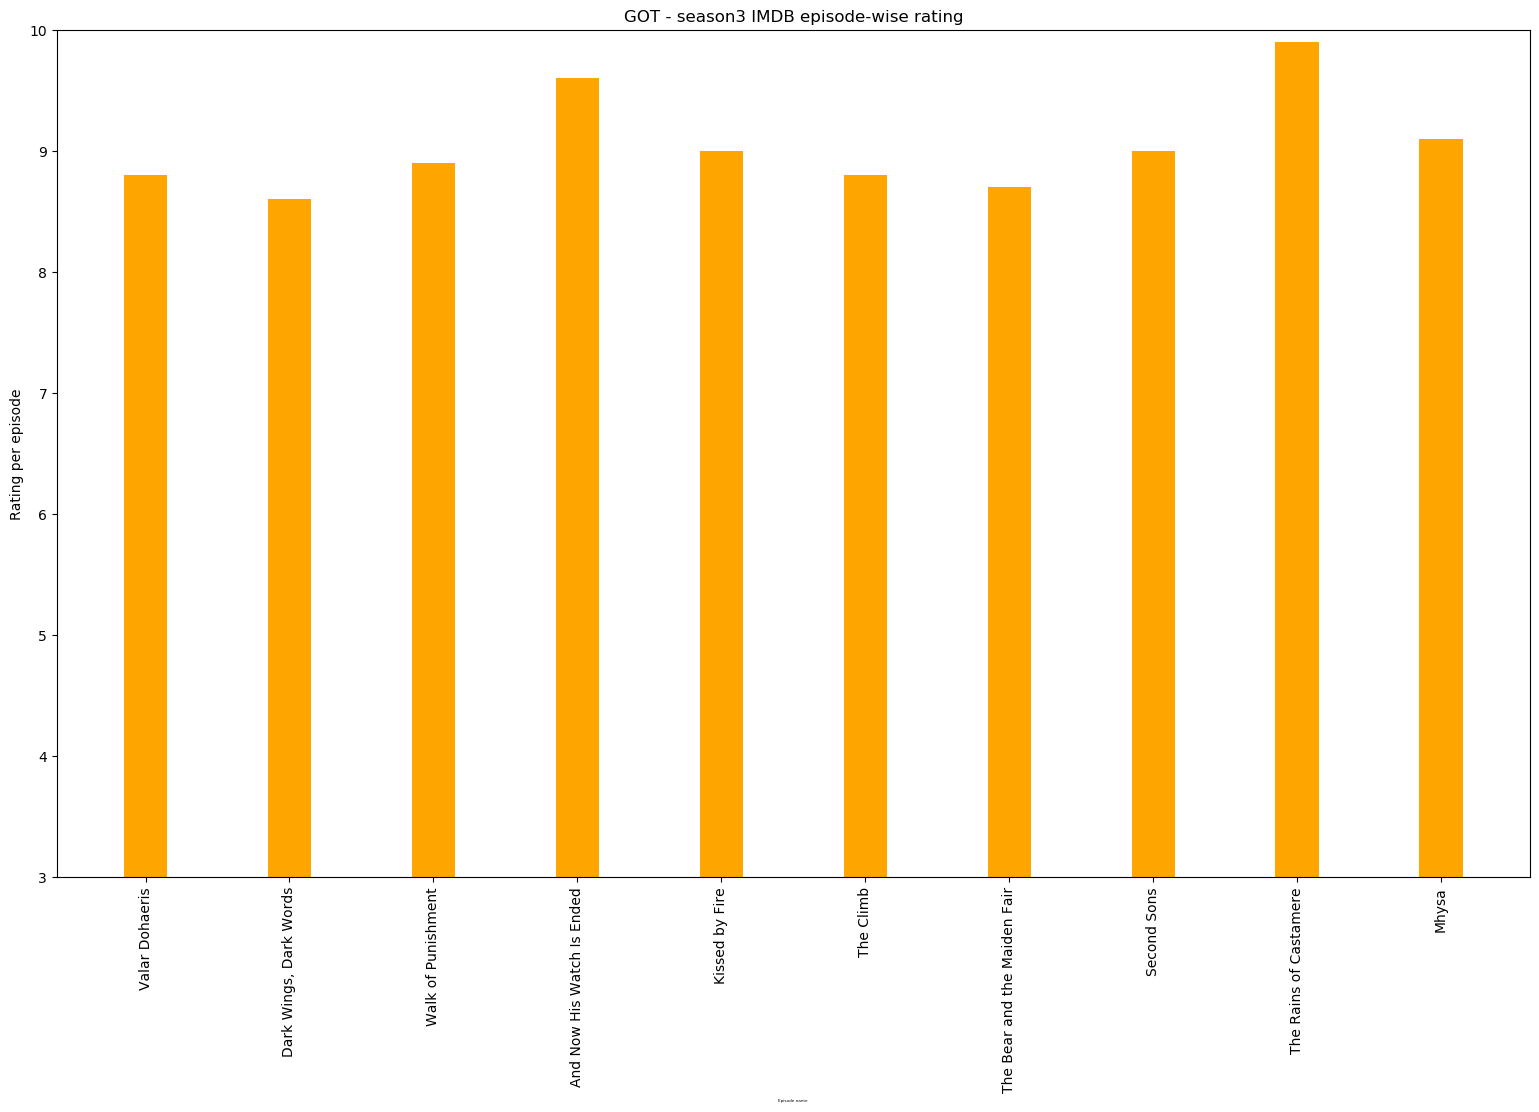 GOT - season3 IMDB episode-wise rating
Rating per episode
10
9
8
7
6
5
4
3
Valar Dohaeris
Dark Wings, Dark Words
Walk of Punishment
And Now His Watch Is Ended
Kissed by Fire
The Climb
The Bear and the Maiden Fair
Second Sons
The Rains of Castamere
Mhysa
Episode name